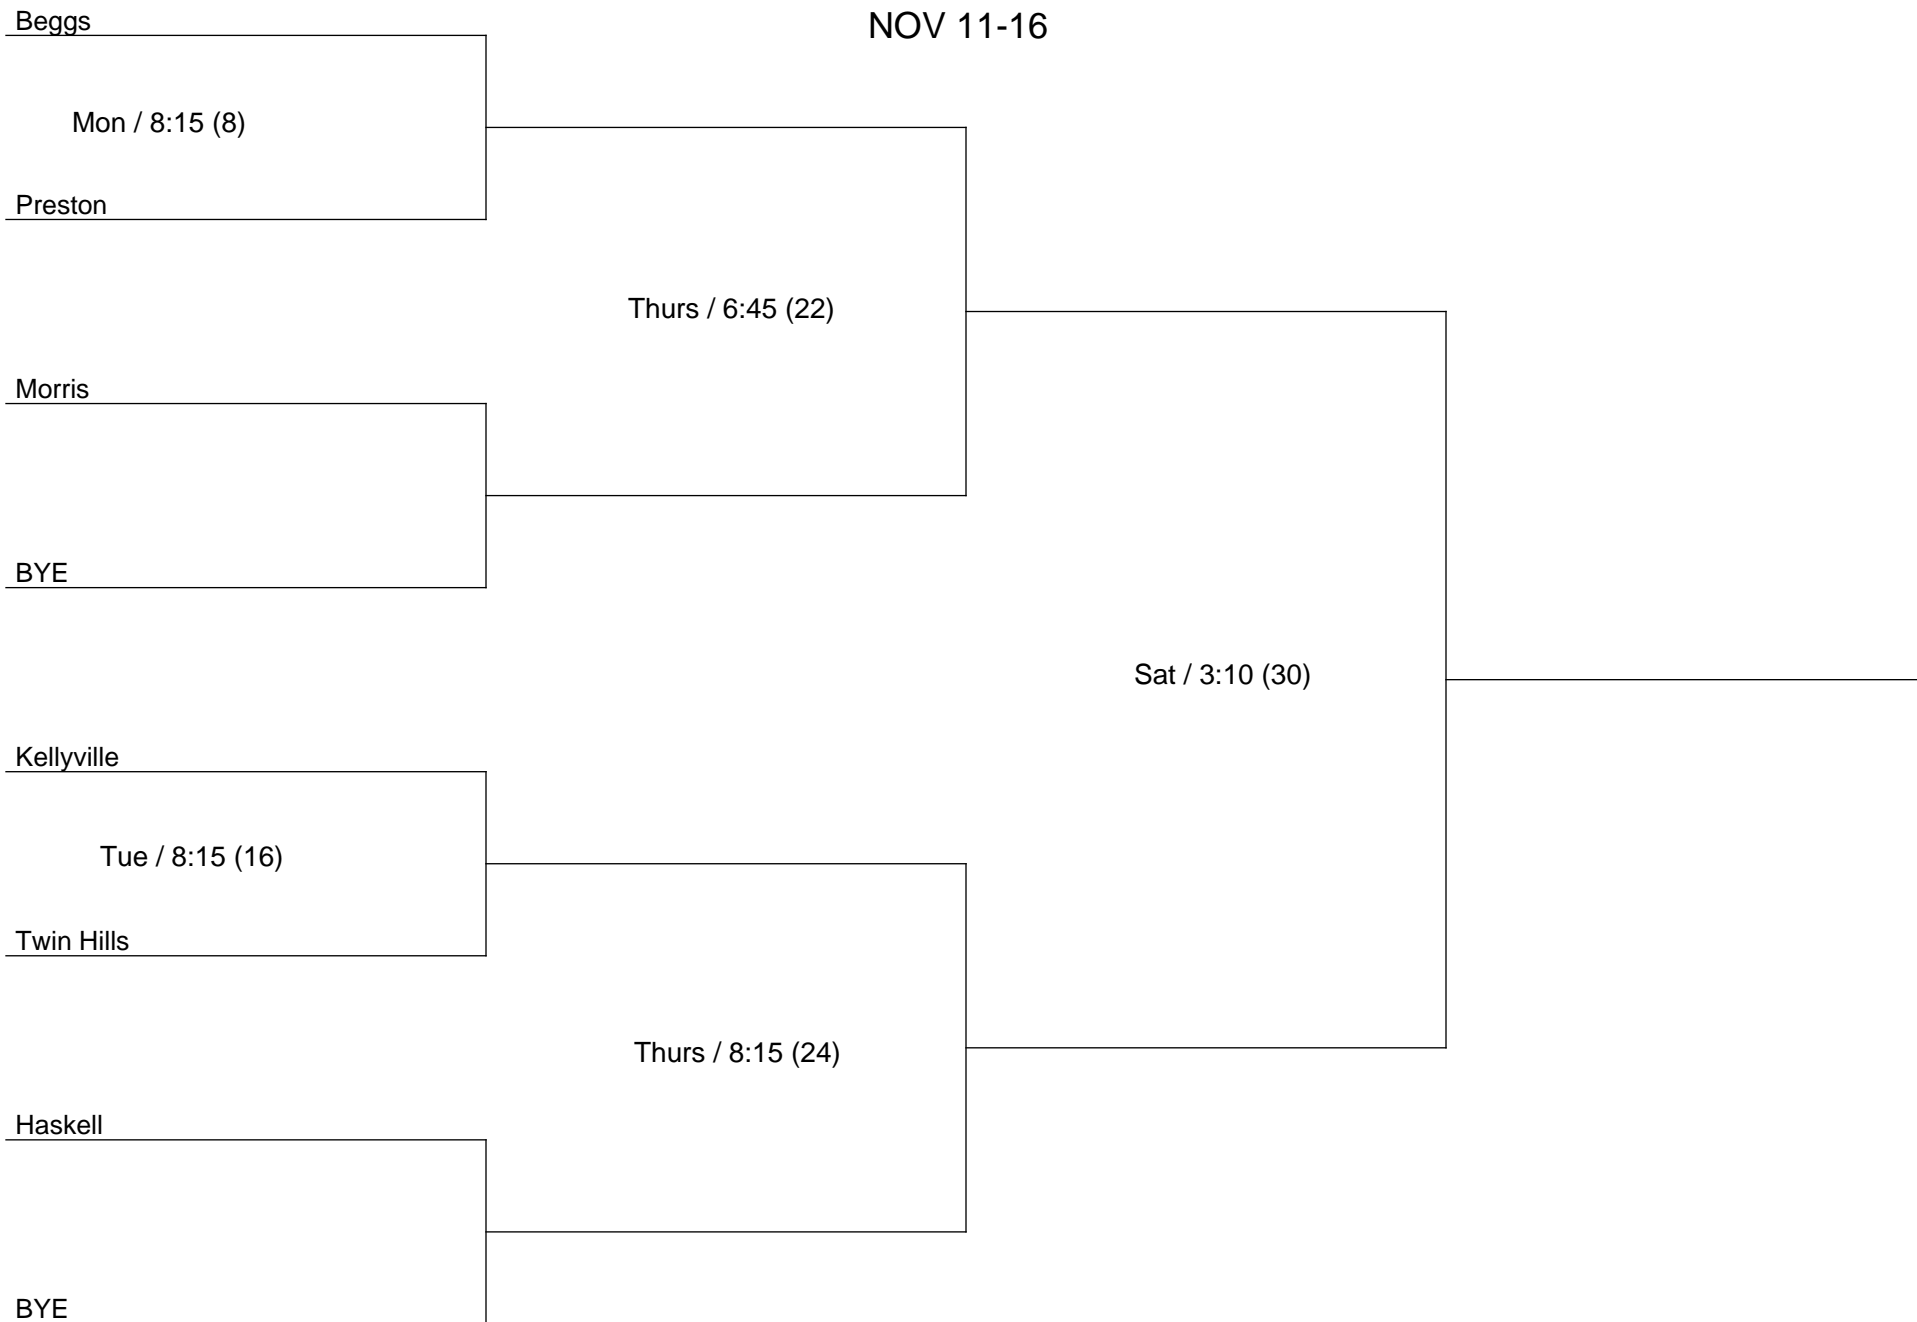 Beggs
NOV 11-16
Mon / 8:15 (8)
Preston
Thurs / 6:45 (22)
Morris
BYE
Sat / 3:10 (30)
Kellyville
Tue / 8:15 (16)
Twin Hills
Thurs / 8:15 (24)
Haskell
BYE